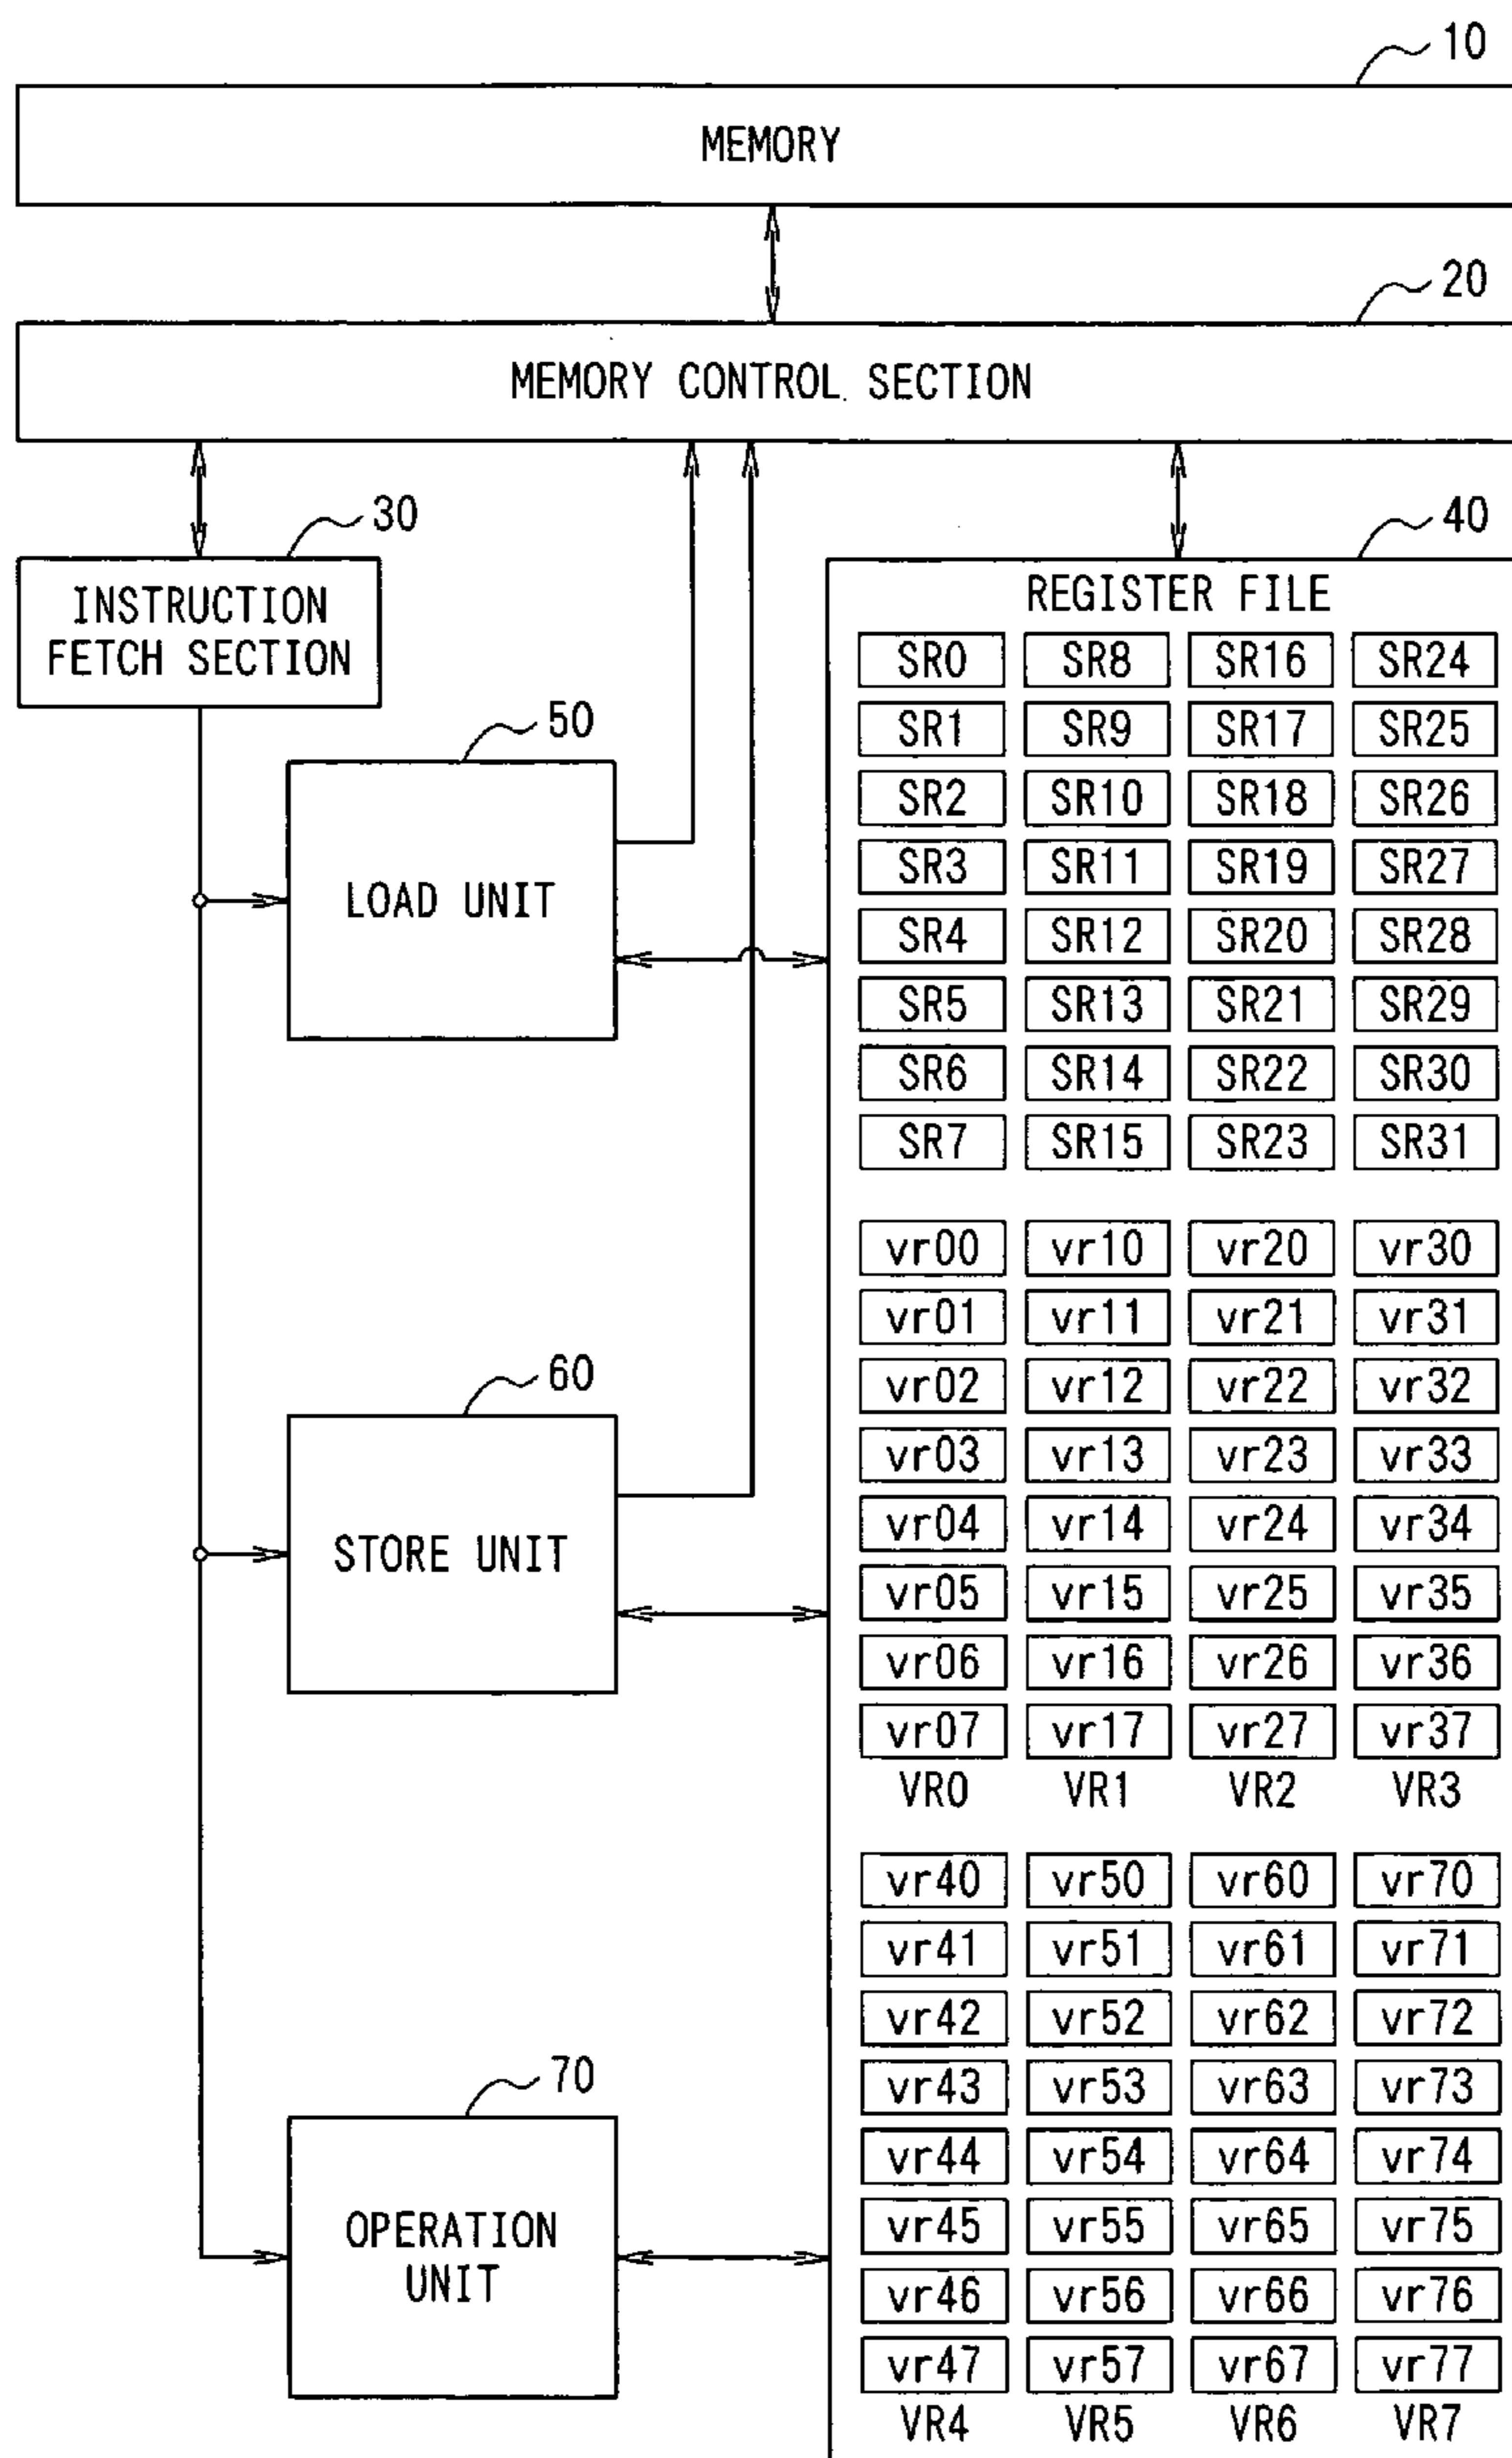 10
MEMORY
20
MEMORY CONTROL SECTION
30
INSTRUCTION
FETCH SECTION
50
LOAD UNIT
60
STORE UNIT
70
OPERATION
UNIT
40
REGISTER FILE
SR0 SR8 SR16 SR24
SR1 SR9 SR17 SR25
SR2 SR10 SR18 SR26
SR3 SR11 SR19 SR27
SR4 SR12 SR20 SR28
SR5 SR13 SR21 SR29
SR6 SR14 SR22 SR30
SR7 SR15 SR23 SR31
vr00 vr10 vr20 vr30
vr01 vr11 vr21 vr31
vr02 vr12 vr22 vr32
vr03 vr13 vr23 vr33
vr04 vr14 vr24 vr34
vr05 vr15 vr25 vr35
vr06 vr16 vr26 vr36
vr07 vr17 vr27 vr37
VR0 VR1 VR2 VR3
vr40 vr50 vr60 vr70
vr41 vr51 vr61 vr71
vr42 vr52 vr62 vr72
vr43 vr53 vr63 vr73
vr44 vr54 vr64 vr74
vr45 vr55 vr65 vr75
vr46 vr56 vr66 vr76
vr47 vr57 vr67 vr77
VR4 VR5 VR6 VR7